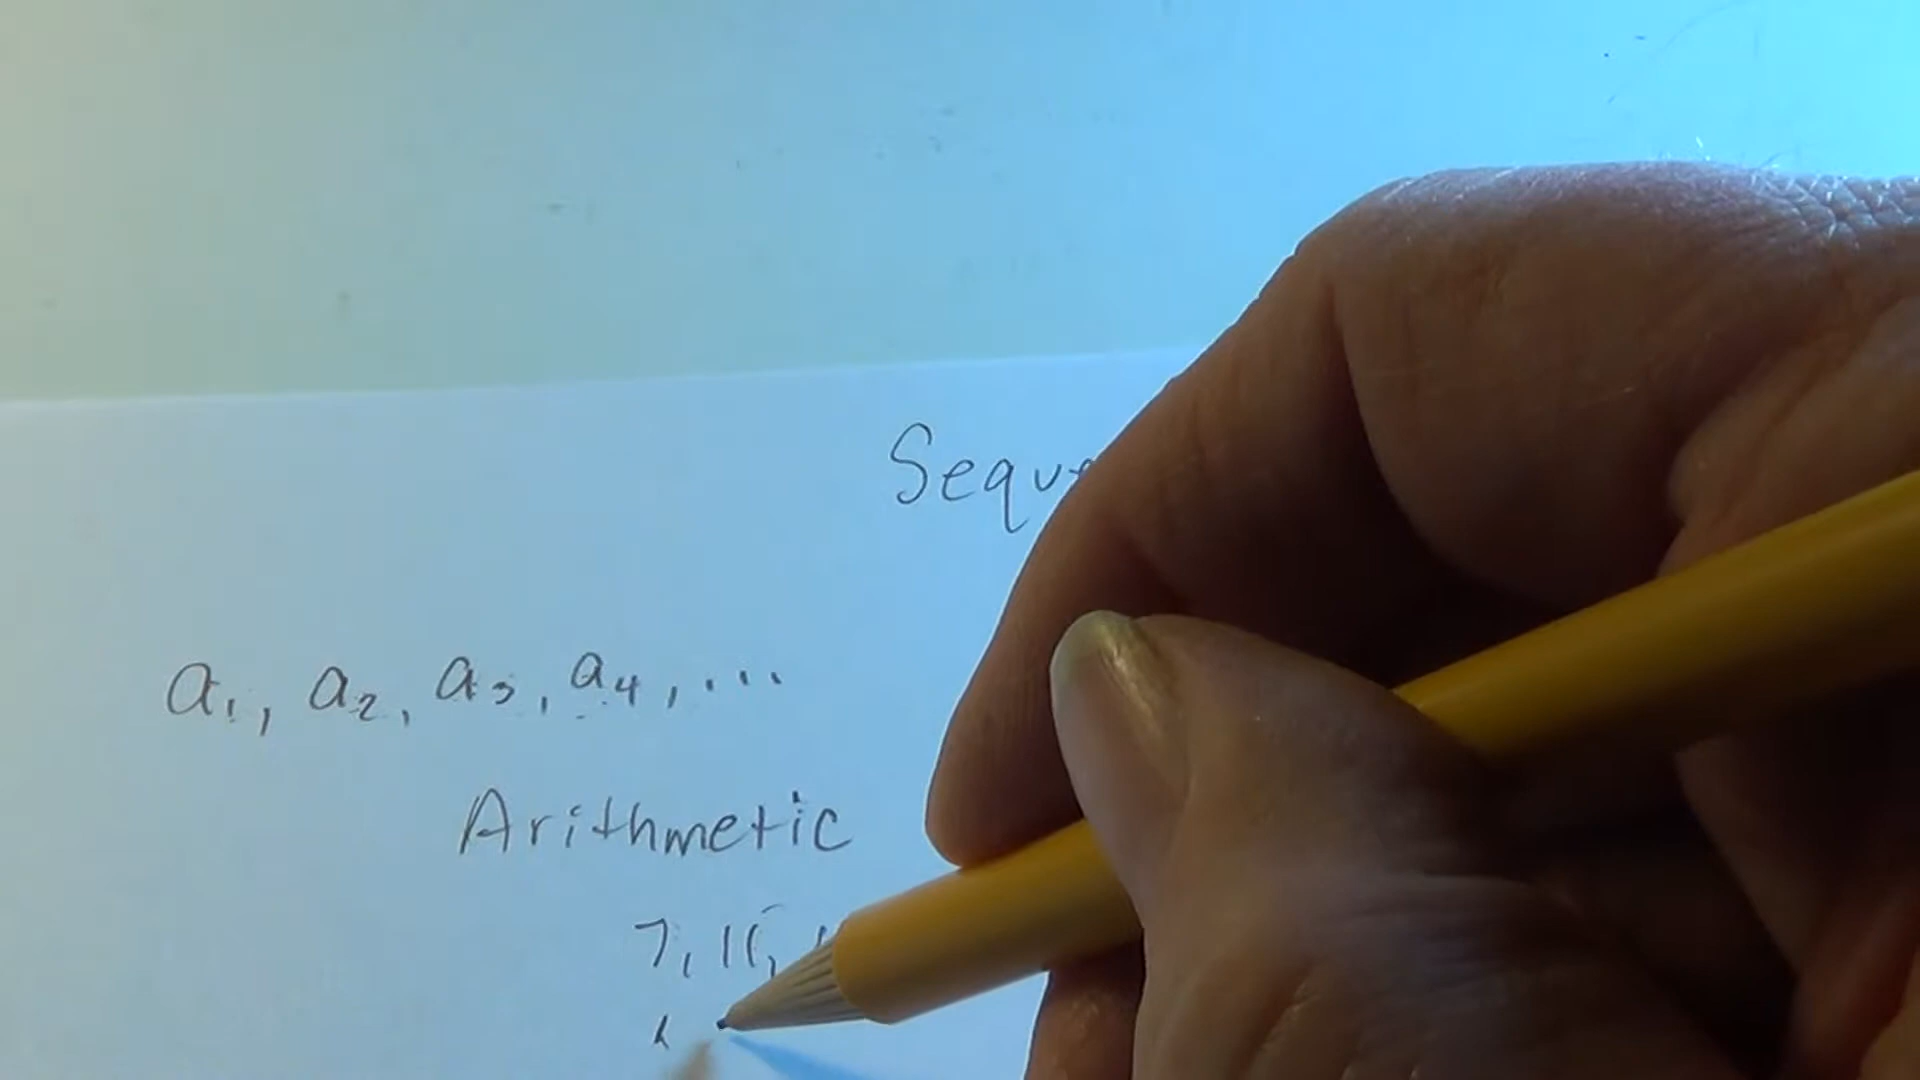 Sequ
a₁, a₂, a₃, a₄, ...
Arithmetic
7, 11,